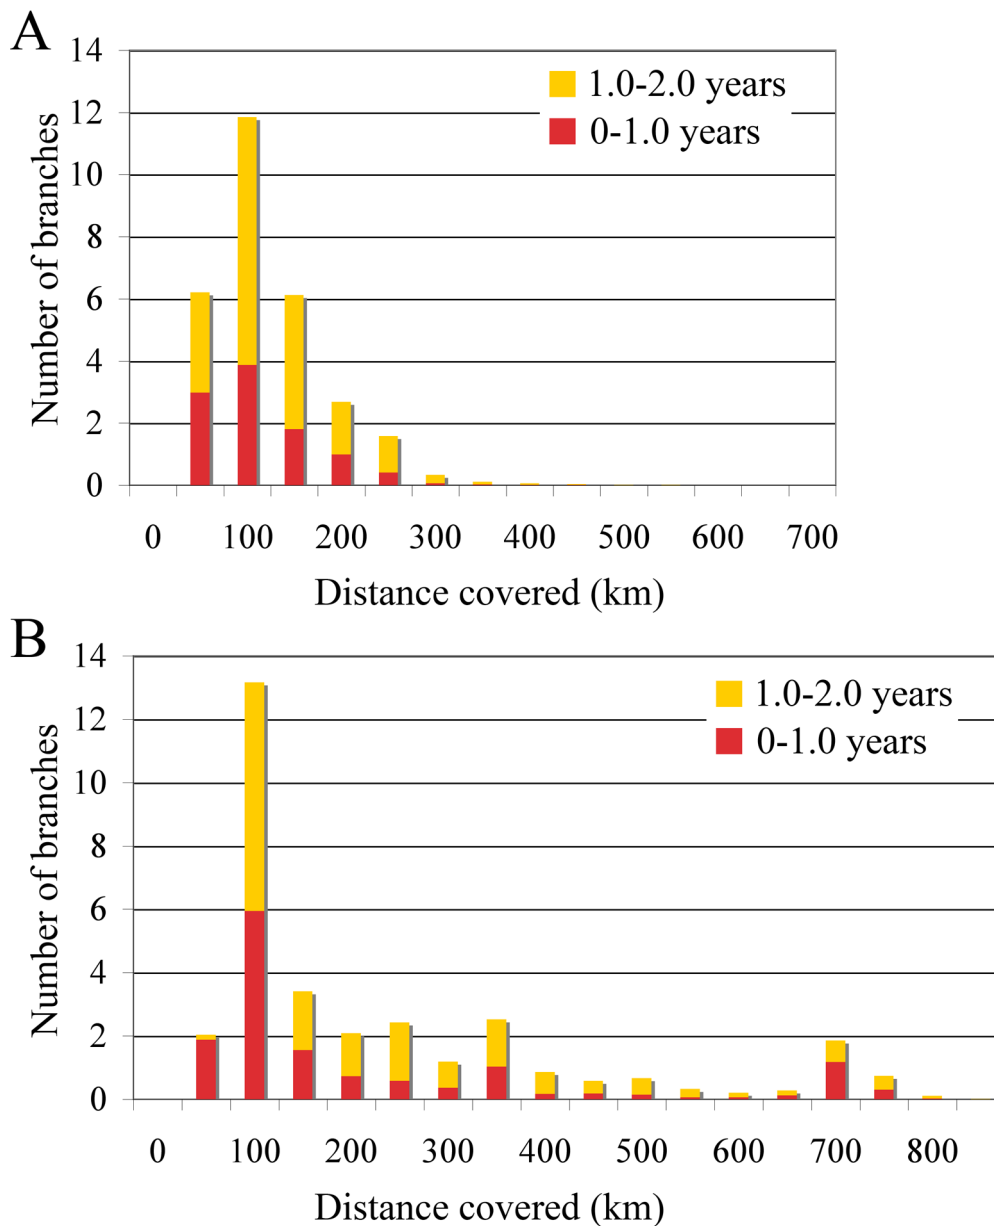 A
14
12
10
8
6
4
2
0
Number of branches
1.0-2.0 years
0-1.0 years
0 100 200 300 400 500 600 700
Distance covered (km)
B
14
12
10
8
6
4
2
0
Number of branches
1.0-2.0 years
0-1.0 years
0 100 200 300 400 500 600 700 800
Distance covered (km)